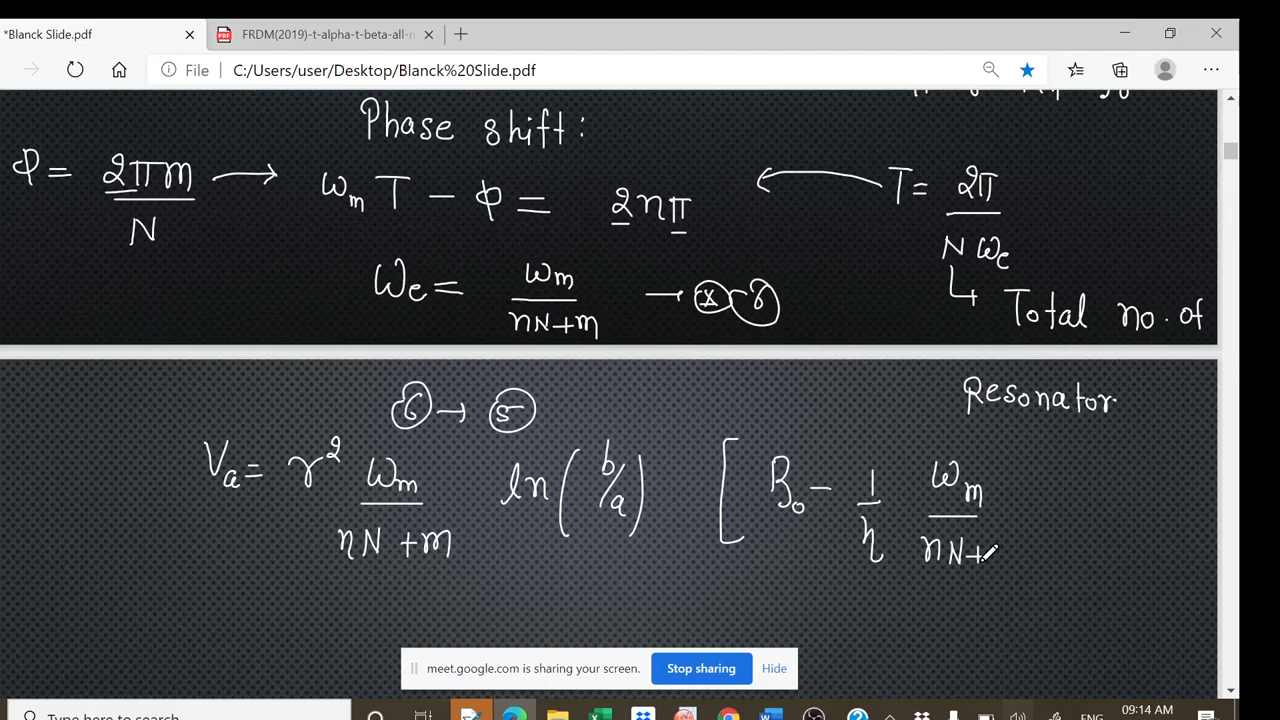 *Blanck Slide.pdf
FRDM(2019)-t-alpha-t-beta-all-n
File C:/Users/user/Desktop/Blanck%20Slide.pdf
Phase shift:
Φ = 2πm/N → ω_m T − Φ = 2nπ ← T = 2π/(N ω_e)
ω_e = ω_m/(nN+m) → Total no. of
⑥ → ⑤ Resonator
V_a = r² ω_m/(nN+m) ln(b/a) [ B₀ − 1/η ω_m/(nN+
meet.google.com is sharing your screen. Stop sharing Hide
Type here to search
W
ENG
09:14 AM